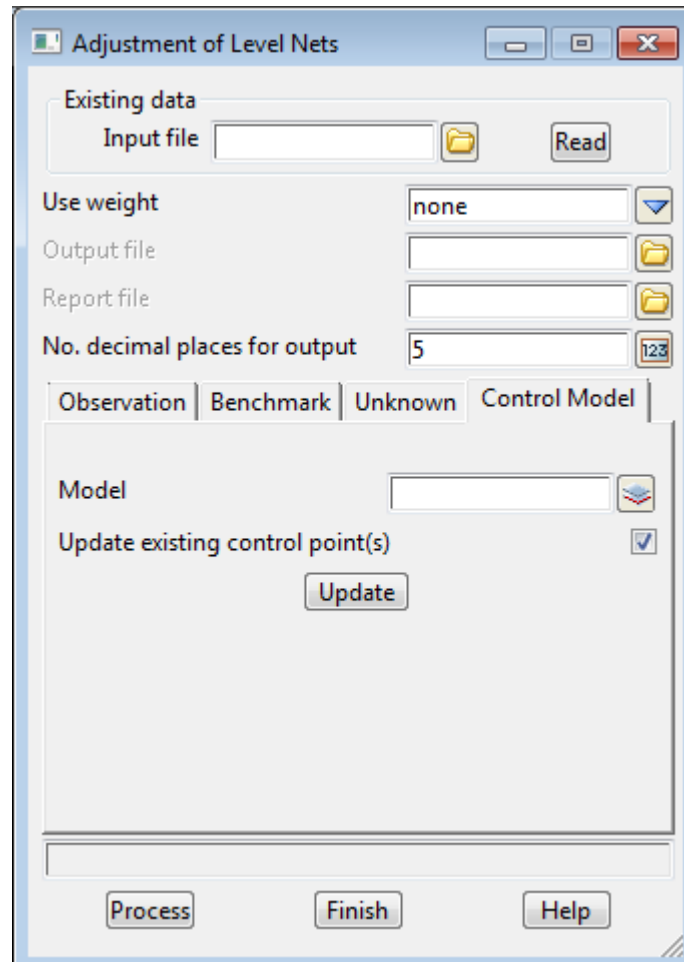 Adjustment of Level Nets
Existing data
Input file
Read
Use weight none
Output file
Report file
No. decimal places for output 5 123
Observation Benchmark Unknown Control Model
Model
Update existing control point(s)
Update
Process Finish Help